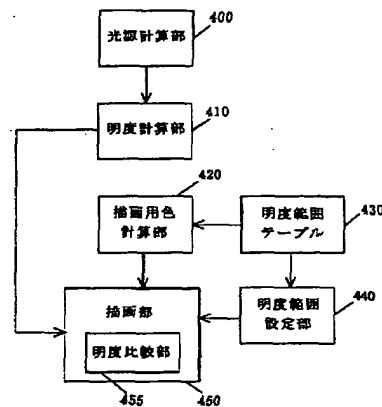 400
光源計算部
明度計算部
410
420
描画用色
計算部
明度範囲
テーブル
430
描画部
明度範囲
設定部
440
明度比較部
455
450